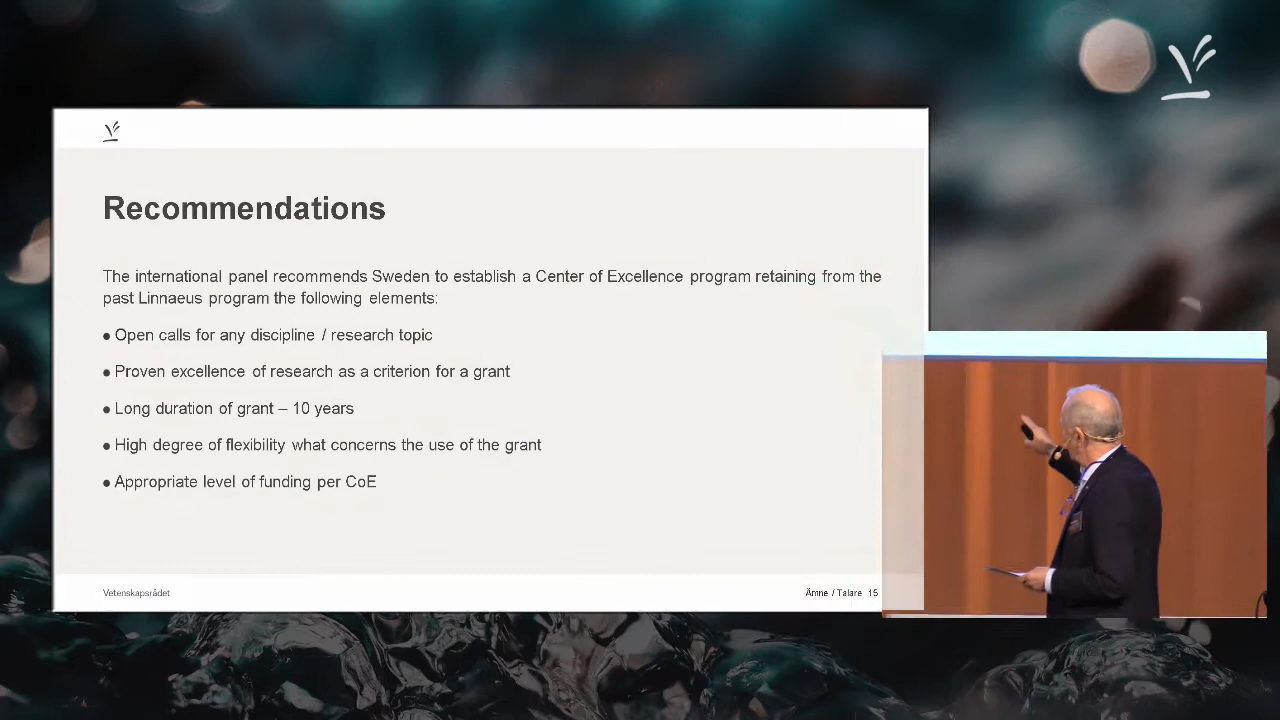 Recommendations
The international panel recommends Sweden to establish a Center of Excellence program retaining from the
past Linnaeus program the following elements:
● Open calls for any discipline / research topic
● Proven excellence of research as a criterion for a grant
● Long duration of grant – 10 years
● High degree of flexibility what concerns the use of the grant
● Appropriate level of funding per CoE
Vetenskapsrådet
Ämne / Talare 15